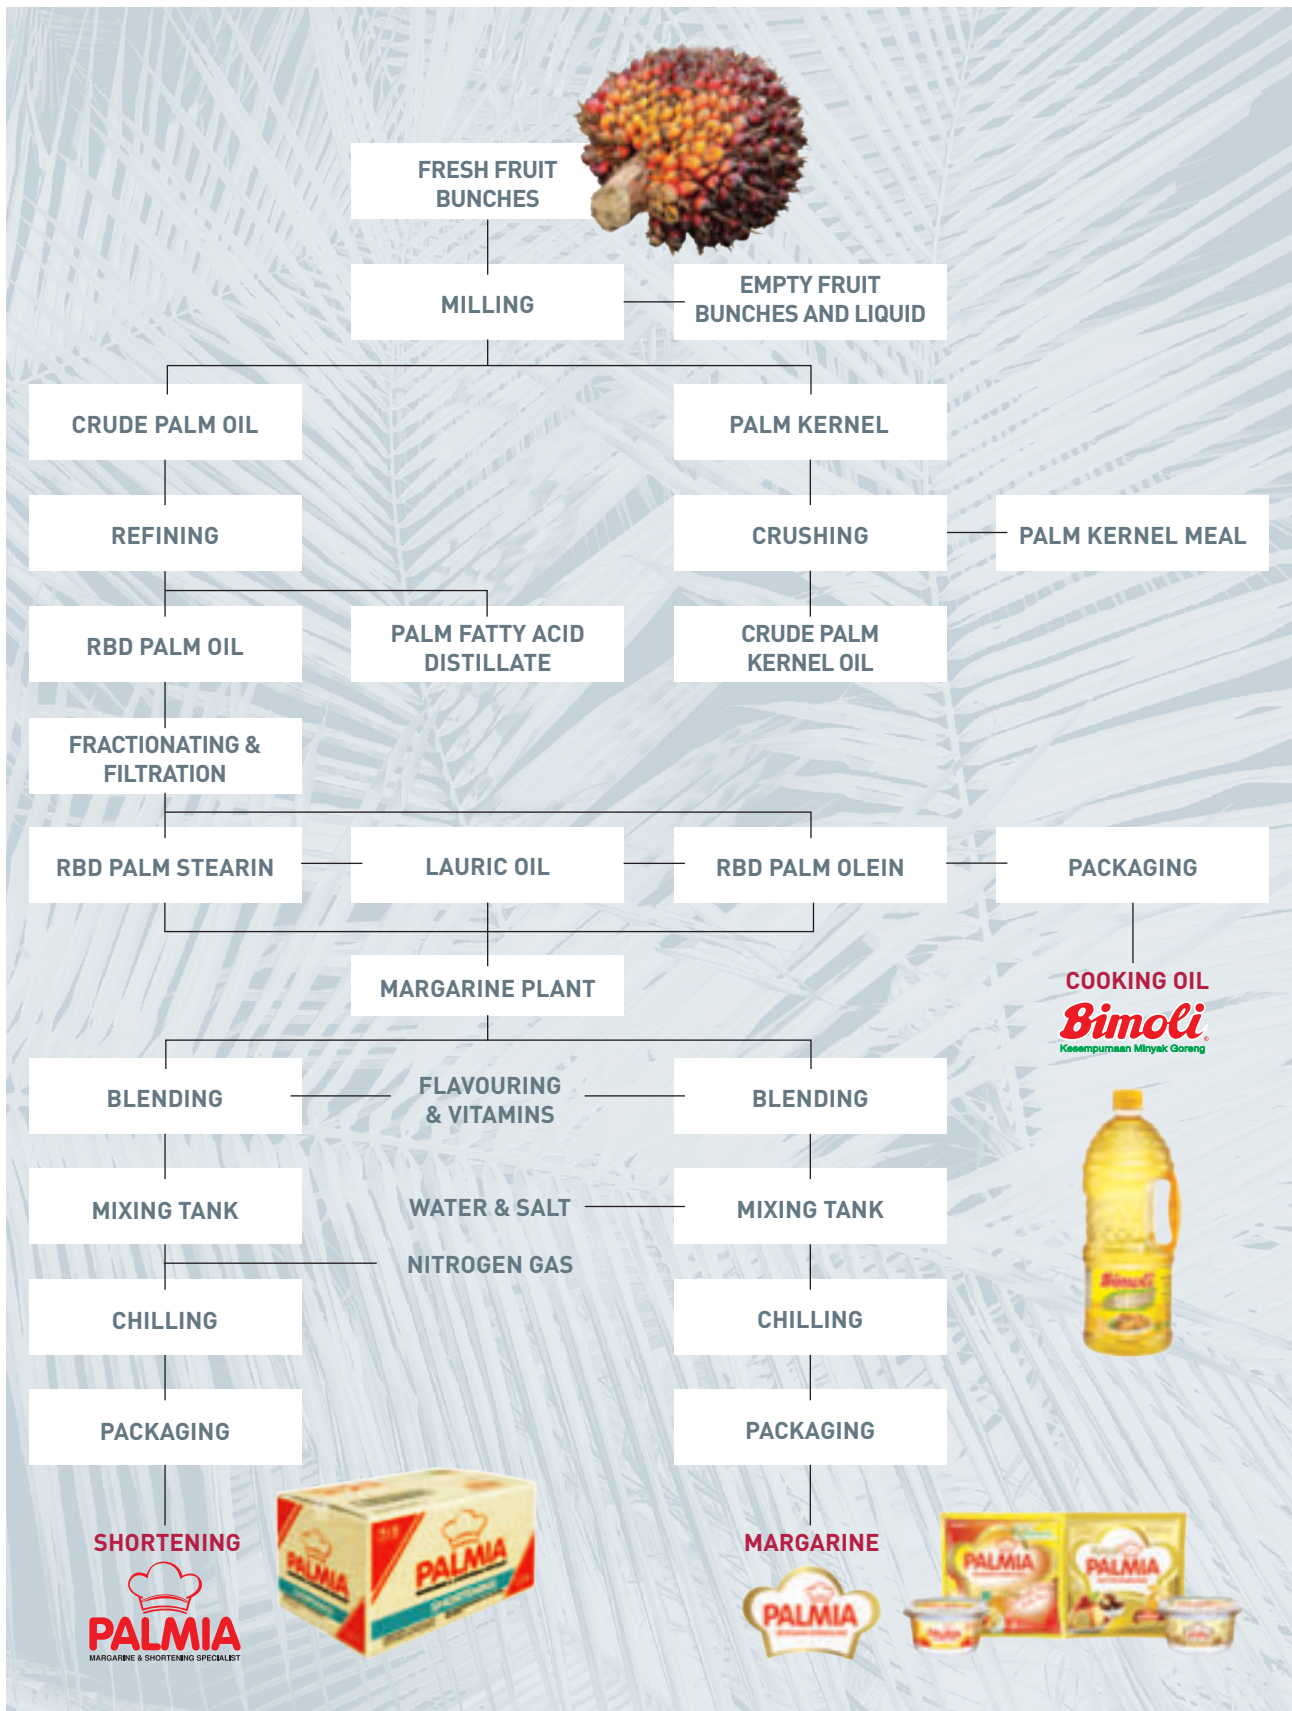 FRESH FRUIT
BUNCHES
MILLING
EMPTY FRUIT
BUNCHES AND LIQUID
CRUDE PALM OIL
PALM KERNEL
REFINING
CRUSHING
PALM KERNEL MEAL
RBD PALM OIL
PALM FATTY ACID
DISTILLATE
CRUDE PALM
KERNEL OIL
FRACTIONATING &
FILTRATION
RBD PALM STEARIN
LAURIC OIL
RBD PALM OLEIN
PACKAGING
MARGARINE PLANT
COOKING OIL
Bimoli
Kesempurnaan Minyak Goreng
BLENDING
FLAVOURING
& VITAMINS
BLENDING
MIXING TANK
WATER & SALT
MIXING TANK
NITROGEN GAS
CHILLING
CHILLING
Bimoli
PACKAGING
PACKAGING
SHORTENING
PALMIA
MARGARINE & SHORTENING SPECIALIST
PALMIA
PALMIA
SHORTENING
MARGARINE
PALMIA
PALMIA
PALMIA